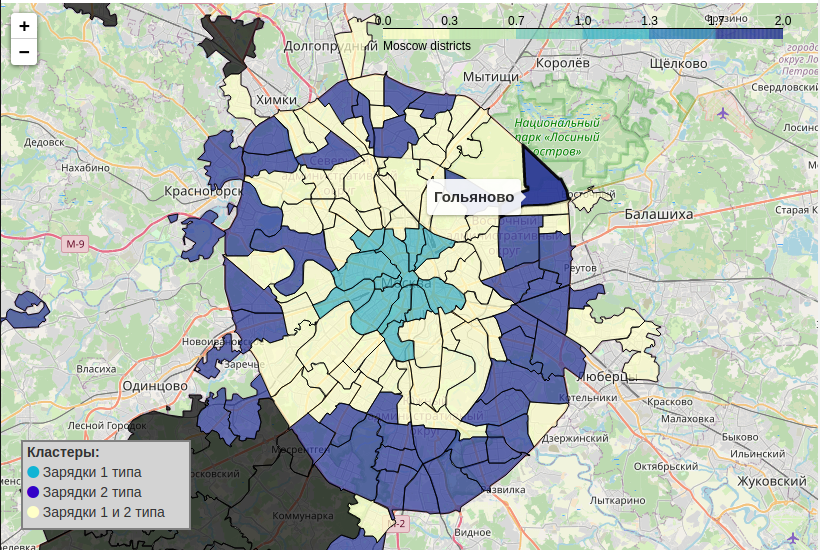 +
−
0.0 0.3 0.7 1.0 1.3 1.7 2.0
Moscow districts
Долгопрудный
Мытищи
Королёв
Щёлково
Химки
Свердловский
Национальный
парк «Лосиный
остров»
Дедовск
Нахабино
Красногорск
Гольяново
Балашиха
Старая К
М-9
Реутов
Москва
Новоивановское
Заречье
Власиха
Одинцово
Люберцы
Котельники
Красково
Малаховка
Лесной Городок
Дзержинский
Быково
Ильинский
Октябрьский
Жуковский
Мосрентген
Лыткарино
Развилка
Видное
Коммунарка
Кластеры:
Зарядки 1 типа
Зарядки 2 типа
Зарядки 1 и 2 типа